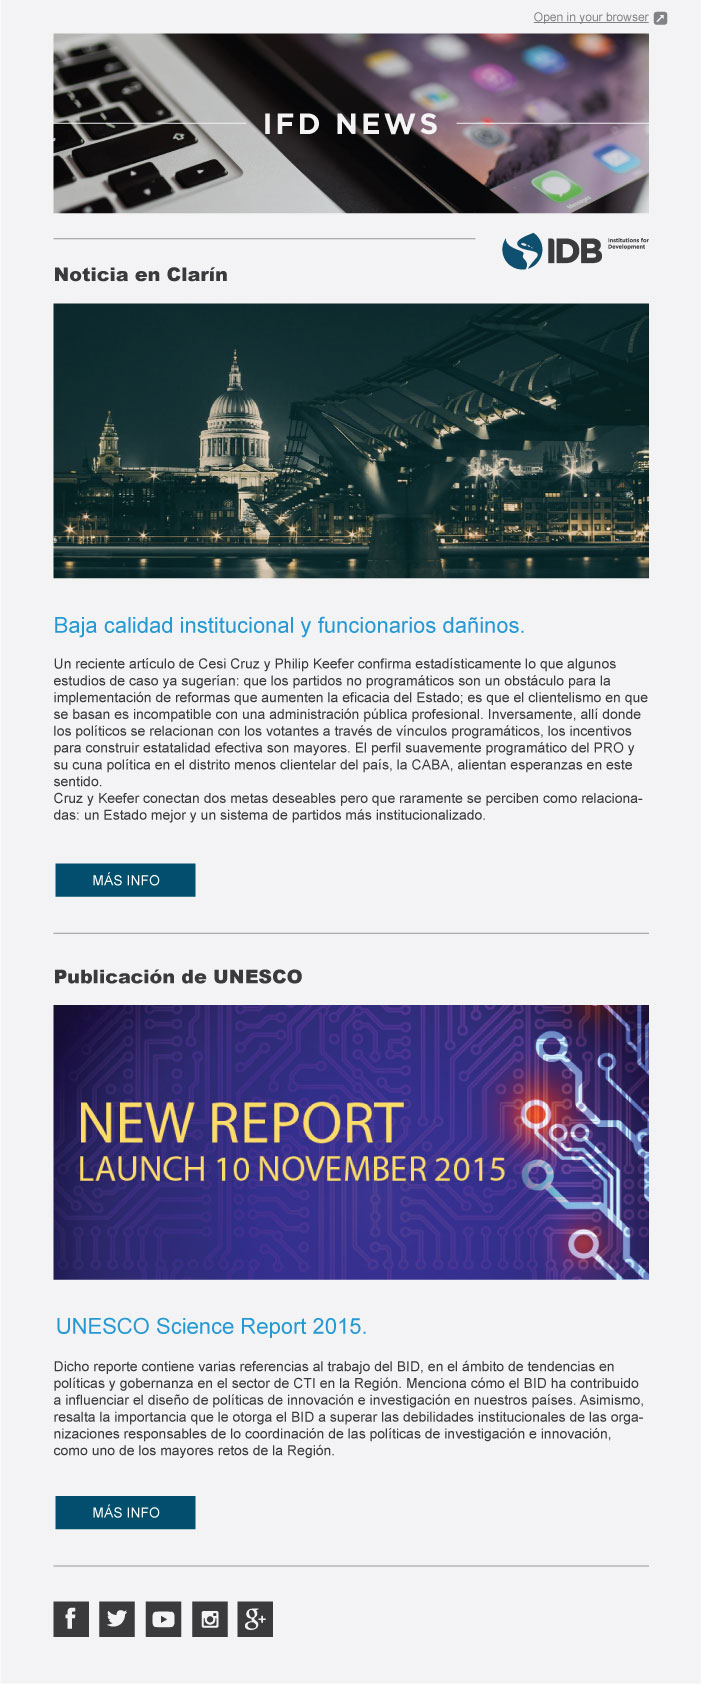 Open in your browser
IFD NEWS
IDB Institutions for
Development
Noticia en Clarín
Baja calidad institucional y funcionarios dañinos.
Un reciente artículo de Cesi Cruz y Philip Keefer confirma estadísticamente lo que algunos
estudios de caso ya sugerían: que los partidos no programáticos son un obstáculo para la
implementación de reformas que aumenten la eficacia del Estado; es que el clientelismo en que
se basan es incompatible con una administración pública profesional. Inversamente, allí donde
los políticos se relacionan con los votantes a través de vínculos programáticos, los incentivos
para construir estatalidad efectiva son mayores. El perfil suavemente programático del PRO y
su cuna política en el distrito menos clientelar del país, la CABA, alientan esperanzas en este
sentido.
Cruz y Keefer conectan dos metas deseables pero que raramente se perciben como relaciona-
das: un Estado mejor y un sistema de partidos más institucionalizado.
MÁS INFO
Publicación de UNESCO
NEW REPORT
LAUNCH 10 NOVEMBER 2015
UNESCO Science Report 2015.
Dicho reporte contiene varias referencias al trabajo del BID, en el ámbito de tendencias en
políticas y gobernanza en el sector de CTI en la Región. Menciona cómo el BID ha contribuido
a influenciar el diseño de políticas de innovación e investigación en nuestros países. Asimismo,
resalta la importancia que le otorga el BID a superar las debilidades institucionales de las orga-
nizaciones responsables de lo coordinación de las políticas de investigación e innovación,
como uno de los mayores retos de la Región.
MÁS INFO